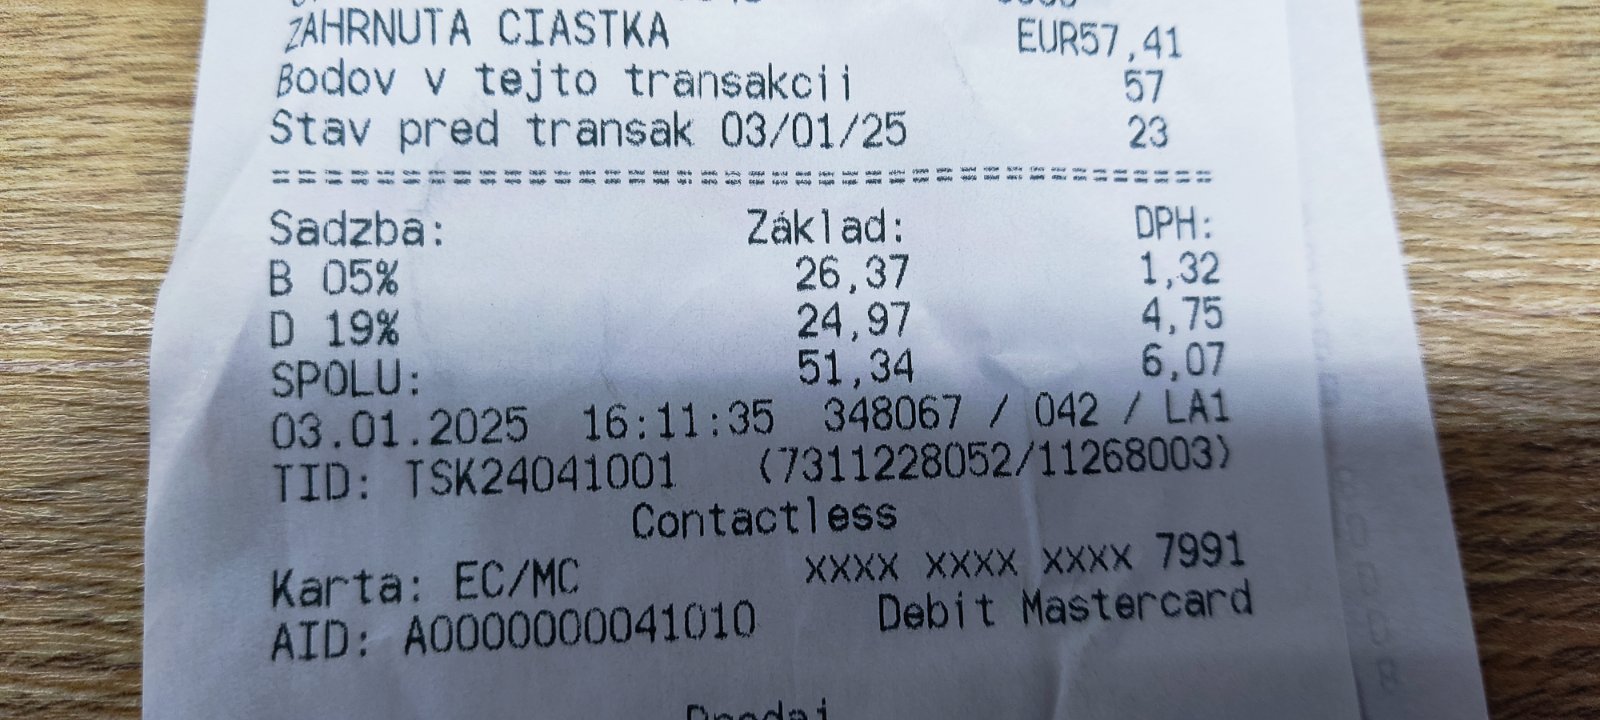 ZAHRNUTA CIASTKA EUR57,41
Bodov v tejto transakcii 57
Stav pred transak 03/01/25 23
========================================
Sadzba: Základ: DPH:
B 05% 26,37 1,32
D 19% 24,97 4,75
SPOLU: 51,34 6,07
03.01.2025 16:11:35 348067 / 042 / LA1
TID: TSK24041001 (7311228052/11268003)
Contactless
Karta: EC/MC xxxx xxxx xxxx 7991
AID: A0000000041010 Debit Mastercard